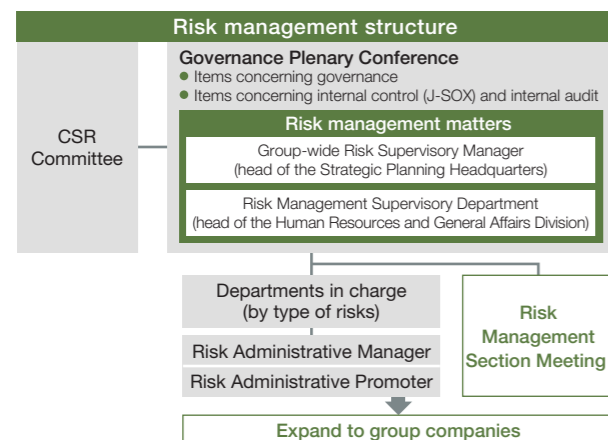 Risk management structure
CSR
Committee
Governance Plenary Conference
● Items concerning governance
● Items concerning internal control (J-SOX) and internal audit
Risk management matters
Group-wide Risk Supervisory Manager
(head of the Strategic Planning Headquarters)
Risk Management Supervisory Department
(head of the Human Resources and General Affairs Division)
Departments in charge
(by type of risks)
Risk Administrative Manager
Risk Administrative Promoter
Risk
Management
Section Meeting
Expand to group companies